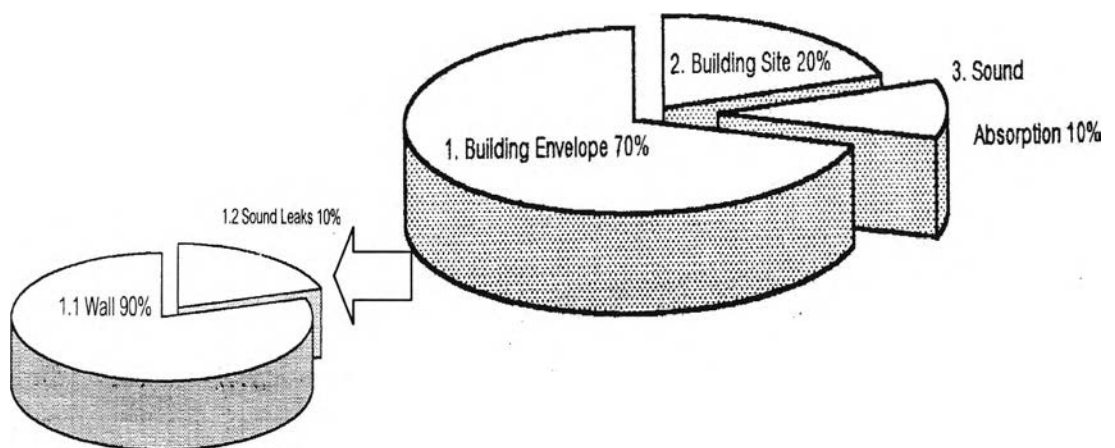 2. Building Site 20%
3. Sound
Absorption 10%
1. Building Envelope 70%
1.2 Sound Leaks 10%
1.1 Wall 90%